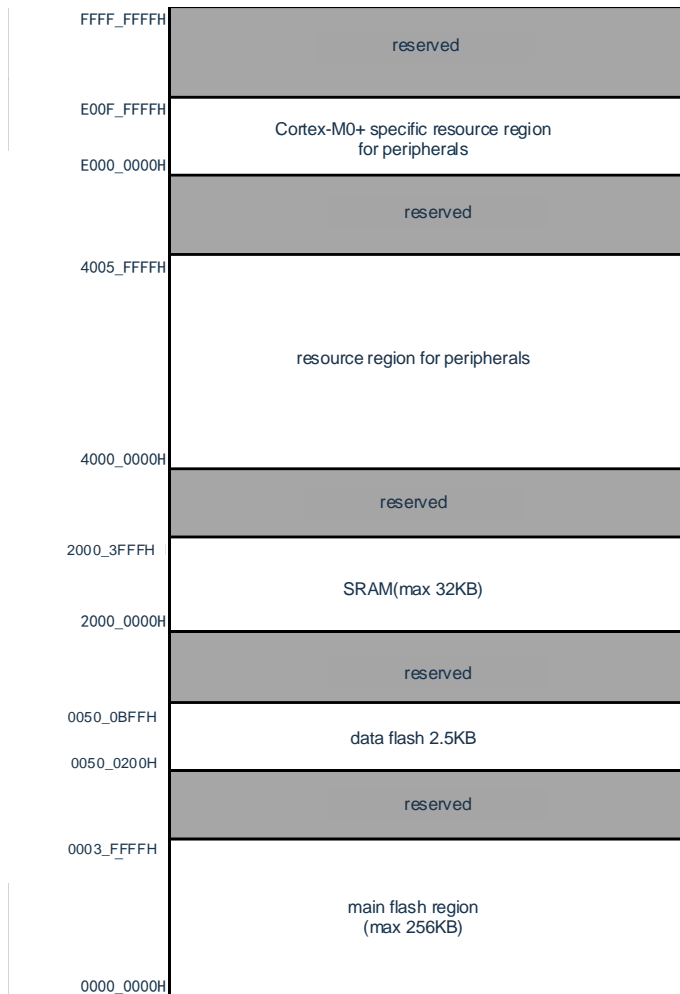 FFFF_FFFFH
reserved
E00F_FFFFH
Cortex-M0+ specific resource region
for peripherals
E000_0000H
reserved
4005_FFFFH
resource region for peripherals
4000_0000H
reserved
2000_3FFFH
SRAM(max 32KB)
2000_0000H
reserved
0050_0BFFH
data flash 2.5KB
0050_0200H
reserved
0003_FFFFH
main flash region
(max 256KB)
0000_0000H